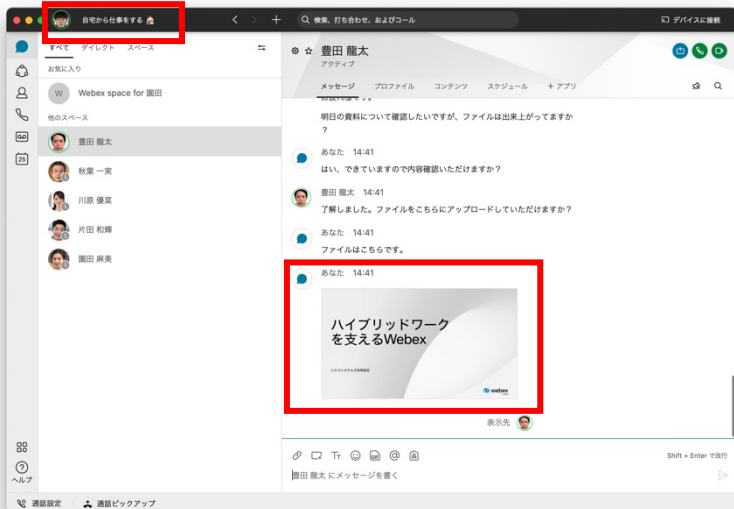 自宅から仕事をする 🏠
検索、打ち合わせ、およびコール
デバイスに接続
すべて ダイレクト スペース
お気に入り
W Webex space for 園田
他のスペース
豊田 龍太
秋葉 一実
川原 優菜
片田 和輝
園田 麻美
25
ヘルプ
通話設定 通話ピックアップ
豊田 龍太
アクティブ
メッセージ プロファイル コンテンツ スケジュール + アプリ
明日の資料について確認したいですが、ファイルは出来上がってますか
?
あなた 14:41
はい、できていますので内容確認いただけますか?
豊田 龍太 14:41
了解しました。ファイルをこちらにアップロードしていただけますか?
あなた 14:41
ファイルはこちらです。
あなた 14:41
ハイブリッドワーク
を支えるWebex
シスコシステムズ合同会社
webex
表示先
Shift + Enter で改行
豊田 龍太 にメッセージを書く